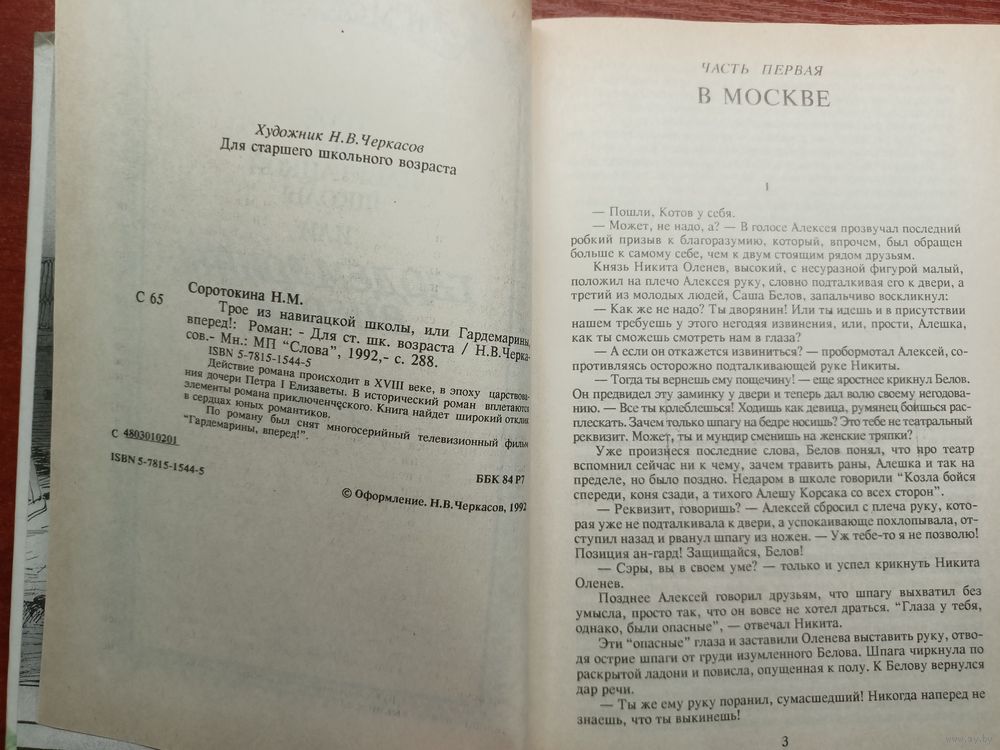 Художник Н.В.Черкасов
Для старшего школьного возраста
Соротокина Н.М.
С 65
Трое из навигацкой школы, или Гардемарины,
вперед!: Роман: - Для ст. шк. возраста / Н.В.Черка-
сов.- Мн.: МП “Слова”, 1992,- с. 288.
ISBN 5-7815-1544-5
Действие романа происходит в XVIII веке, в эпоху царствова-
ния дочери Петра I Елизаветы. В исторический роман вплетаются
элементы романа приключенческого. Книга найдет широкий отклик
в сердцах юных романтиков.
По роману был снят многосерийный телевизионный фильм
“Гардемарины, вперед!”.
С 4803010201
ISBN 5-7815-1544-5
ББК 84 Р7
© Оформление. Н.В.Черкасов, 1992
ЧАСТЬ ПЕРВАЯ
В МОСКВЕ
1
— Пошли, Котов у себя.
— Может, не надо, а? — В голосе Алексея прозвучал последний
робкий призыв к благоразумию, который, впрочем, был обращен
больше к самому себе, чем к двум стоящим рядом друзьям.
Князь Никита Оленев, высокий, с несуразной фигурой малый,
положил на плечо Алексея руку, словно подталкивая его к двери, а
третий из молодых людей, Саша Белов, запальчиво воскликнул:
— Как же не надо? Ты дворянин! Или ты идешь и в присутствии
нашем требуешь у этого негодяя извинения, или, прости, Алешка,
как ты сможешь смотреть нам в глаза?
— А если он откажется извиниться? — пробормотал Алексей, со-
противляясь осторожно подталкивающей руке Никиты.
— Тогда ты вернешь ему пощечину! — еще яростнее крикнул Белов.
Он предвидел эту заминку у двери и теперь дал волю своему негодова-
нию. — Все ты колеблешься! Ходишь как девица, румянец боишься рас-
плескать. Зачем только шпагу на бедре носишь? Это тебе не театральный
реквизит. Может, ты и мундир сменишь на женские тряпки?
Уже произнеся последние слова, Белов понял, что про театр
вспомнил сейчас ни к чему, зачем травить раны, Алешка и так на
пределе, но было поздно. Недаром в школе говорили “Козла бойся
спереди, коня сзади, а тихого Алешу Корсака со всех сторон”.
— Реквизит, говоришь? — Алексей сбросил с плеча руку, кото-
рая уже не подталкивала к двери, а успокаивающе похлопывала, от-
ступил назад и рванул шпагу из ножен. — Уж тебе-то я не позволю!
Позиция ан-гард! Защищайся, Белов!
— Сэры, вы в своем уме? — только и успел крикнуть Никита
Оленев.
Позднее Алексей говорил друзьям, что шпагу выхватил без
умысла, просто так, что он вовсе не хотел драться. “Глаза у тебя,
однако, были опасные”, — отвечал Никита.
Эти “опасные” глаза и заставили Оленева выставить руку, отво-
дя острие шпаги от груди изумленного Белова. Шпага чиркнула по
раскрытой ладони и повисла, опущенная к полу. К Белову вернулся
дар речи.
— Ты же ему руку поранил, сумасшедший! Никогда наперед не
знаешь, что ты выкинешь!
3
www.ay.by